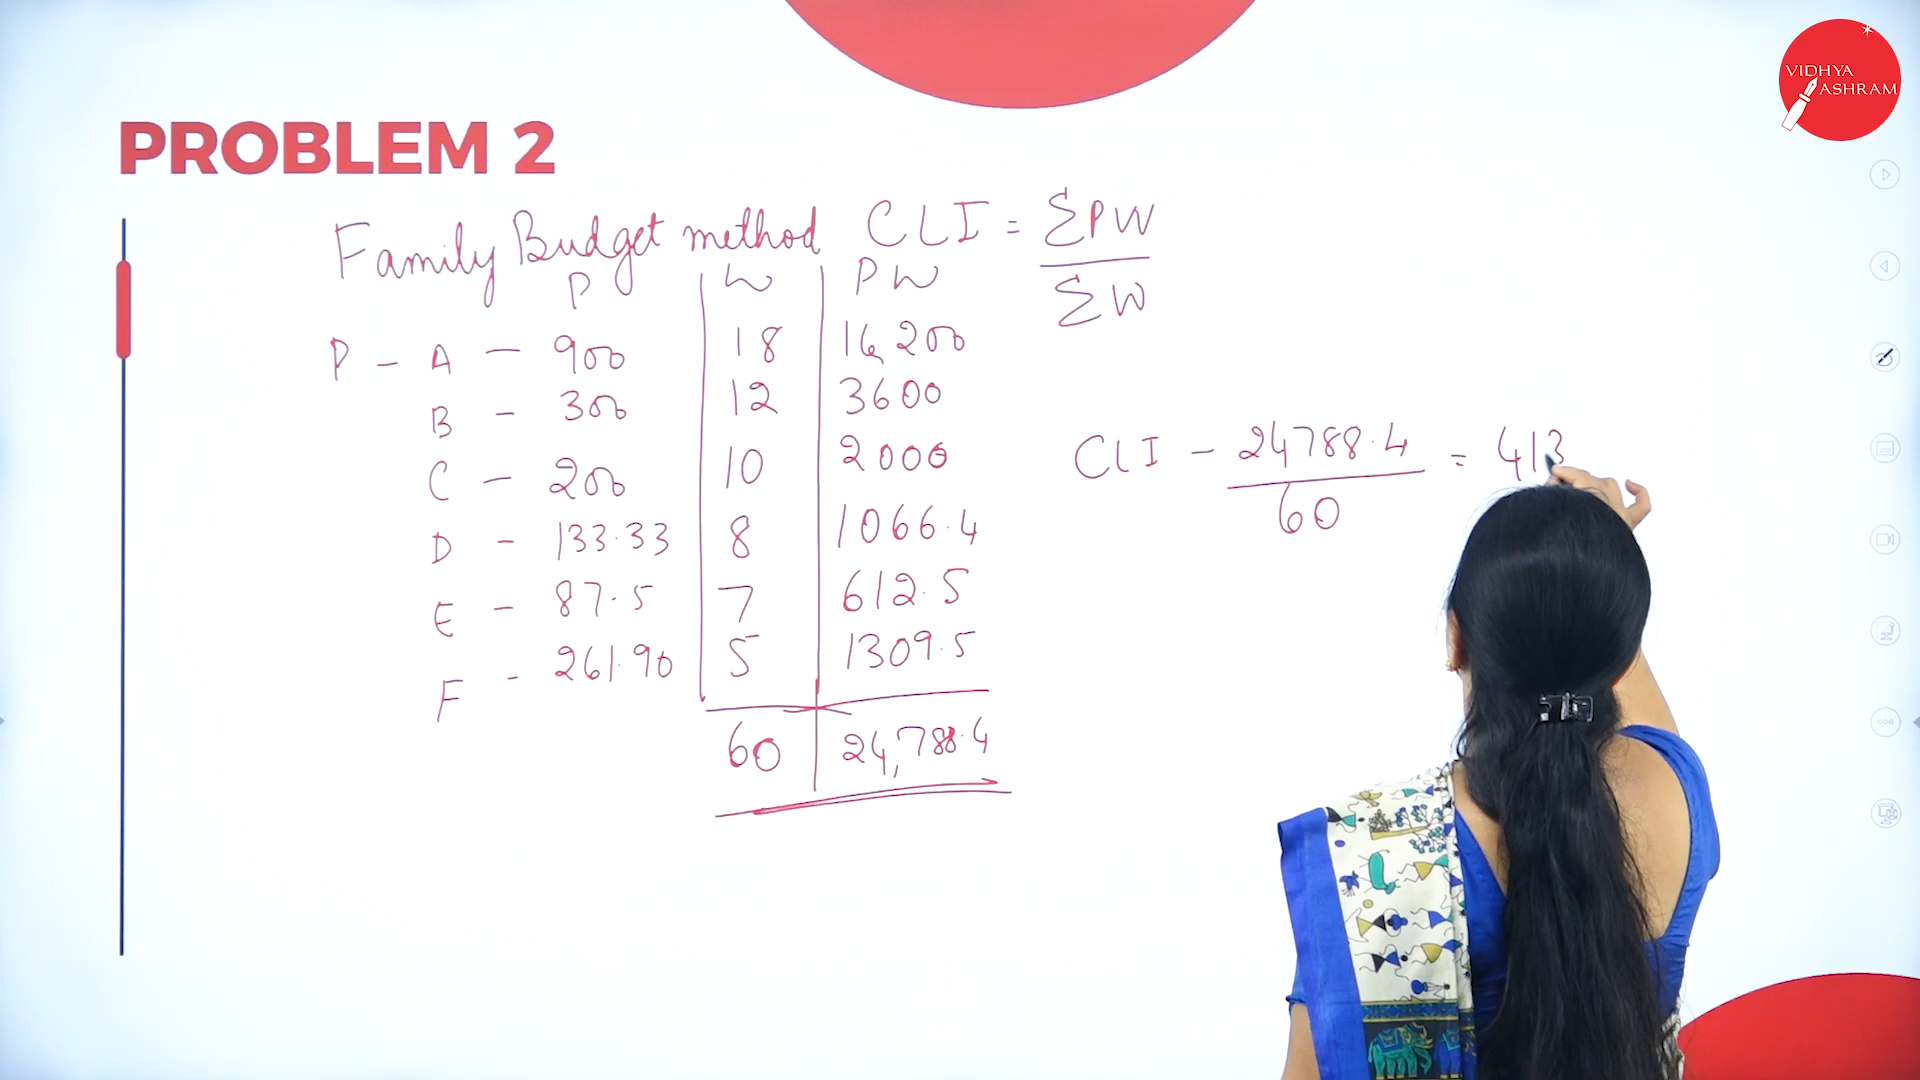 VIDHYA
ASHRAM
PROBLEM 2
Family Budget method CLI = ΣPW
ΣW
P W PW
P - A - 900 18 16,200
B - 300 12 3600
C - 200 10 2000
D - 133.33 8 1066.4
E - 87.5 7 612.5
F - 261.90 5 1309.5
60 24,788.4
CLI - 24788.4 = 413
60